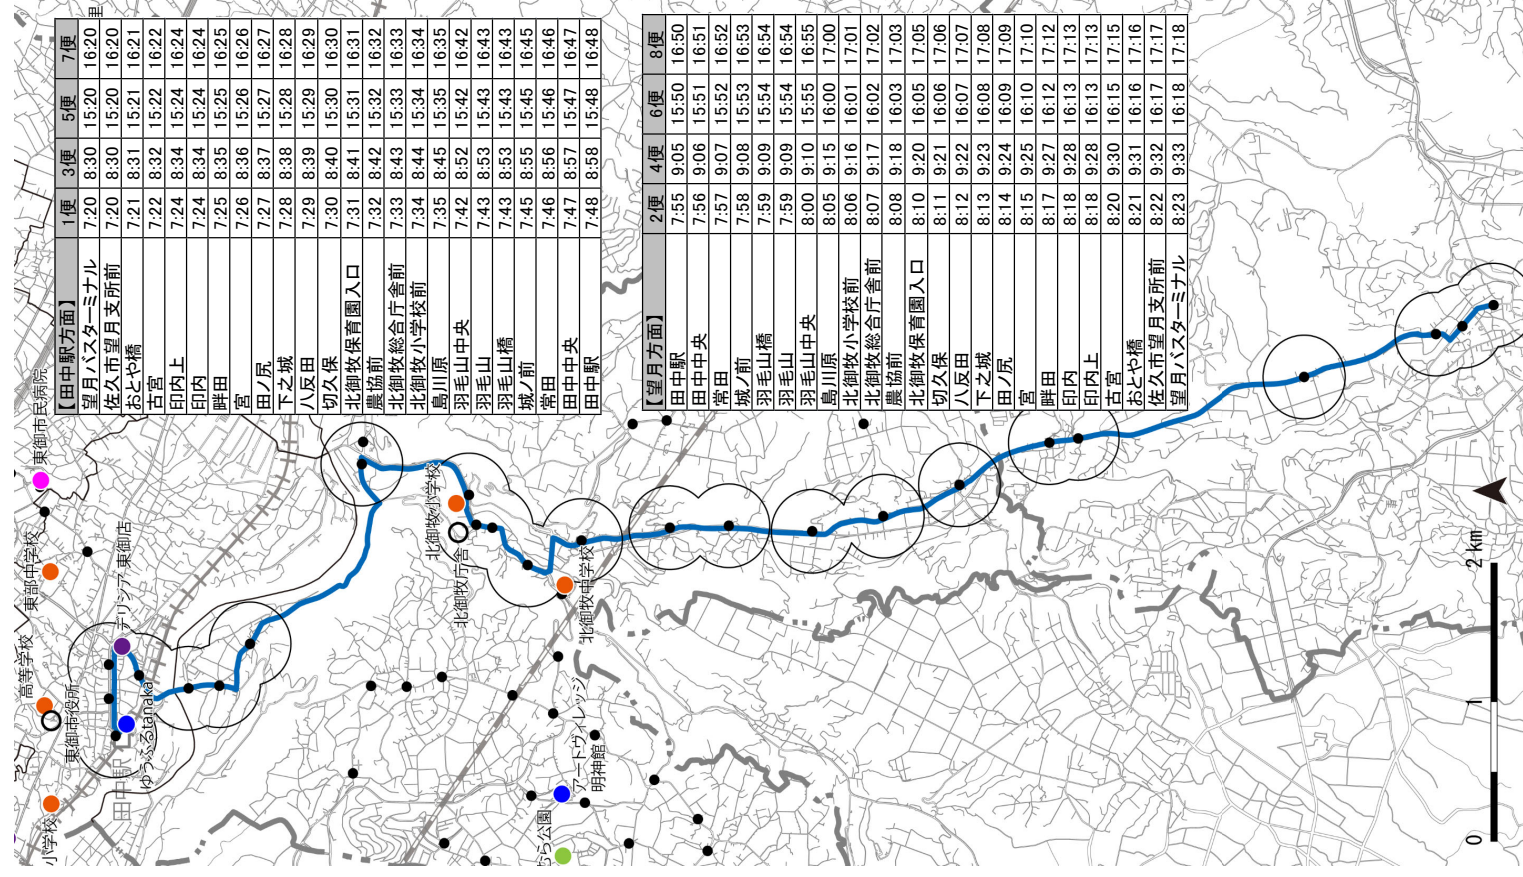 【田中駅方面】 1便 3便 5便 7便
望月バスターミナル 7:20 8:30 15:20 16:20
佐久市望月支所前 7:20 8:30 15:20 16:20
おとや橋 7:21 8:31 15:21 16:21
古宮 7:22 8:32 15:22 16:22
印内上 7:24 8:34 15:24 16:24
印内 7:24 8:34 15:24 16:24
畔田 7:25 8:35 15:25 16:25
宮 7:26 8:36 15:26 16:26
田ノ尻 7:27 8:37 15:27 16:27
下之城 7:28 8:38 15:28 16:28
八反田 7:29 8:39 15:29 16:29
切久保 7:30 8:40 15:30 16:30
北御牧保育園入口 7:31 8:41 15:31 16:31
農協前 7:32 8:42 15:32 16:32
北御牧総合庁舎前 7:33 8:43 15:33 16:33
北御牧小学校前 7:34 8:44 15:34 16:34
島川原 7:35 8:45 15:35 16:35
羽毛山中央 7:42 8:52 15:42 16:42
羽毛山 7:43 8:53 15:43 16:43
羽毛山橋 7:43 8:53 15:43 16:43
城ノ前 7:45 8:55 15:45 16:45
常田 7:46 8:56 15:46 16:46
田中中央 7:47 8:57 15:47 16:47
田中駅 7:48 8:58 15:48 16:48
【望月方面】 2便 4便 6便 8便
田中駅 7:55 9:05 15:50 16:50
田中中央 7:56 9:06 15:51 16:51
常田 7:57 9:07 15:52 16:52
城ノ前 7:58 9:08 15:53 16:53
羽毛山橋 7:59 9:09 15:54 16:54
羽毛山 7:59 9:09 15:54 16:54
羽毛山中央 8:00 9:10 15:55 16:55
島川原 8:05 9:15 16:00 17:00
北御牧小学校前 8:06 9:16 16:01 17:01
北御牧総合庁舎前 8:07 9:17 16:02 17:02
農協前 8:08 9:18 16:03 17:03
北御牧保育園入口 8:10 9:20 16:05 17:05
切久保 8:11 9:21 16:06 17:06
八反田 8:12 9:22 16:07 17:07
下之城 8:13 9:23 16:08 17:08
田ノ尻 8:14 9:24 16:09 17:09
宮 8:15 9:25 16:10 17:10
畔田 8:17 9:27 16:12 17:12
印内 8:18 9:28 16:13 17:13
印内上 8:18 9:28 16:13 17:13
古宮 8:20 9:30 16:15 17:15
おとや橋 8:21 9:31 16:16 17:16
佐久市望月支所前 8:22 9:32 16:17 17:17
望月バスターミナル 8:23 9:33 16:18 17:18
里
東御市民病院
東部中学校
高等学校
小学校
東御市役所
デリシア東御店
ゆうふるtanaka
田中駅
北御牧小学校
北御牧庁舎
北御牧中学校
アートヴィレッジ
明神館
むら公園
0 1 2 km